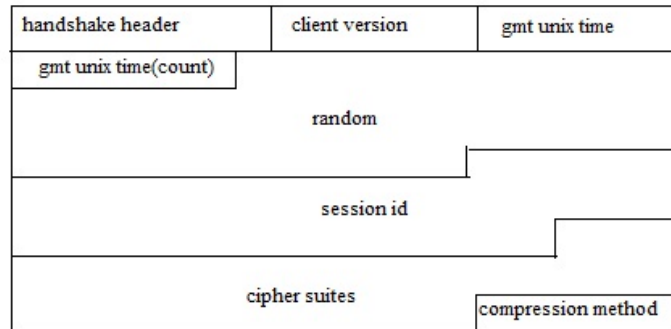 handshake header
client version
gmt unix time
gmt unix time(count)
random
session id
cipher suites
compression method